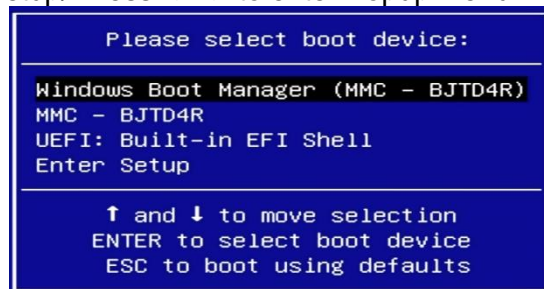 Please select boot device:
Windows Boot Manager (MMC – BJTD4R)
MMC – BJTD4R
UEFI: Built-in EFI Shell
Enter Setup
↑ and ↓ to move selection
ENTER to select boot device
ESC to boot using defaults